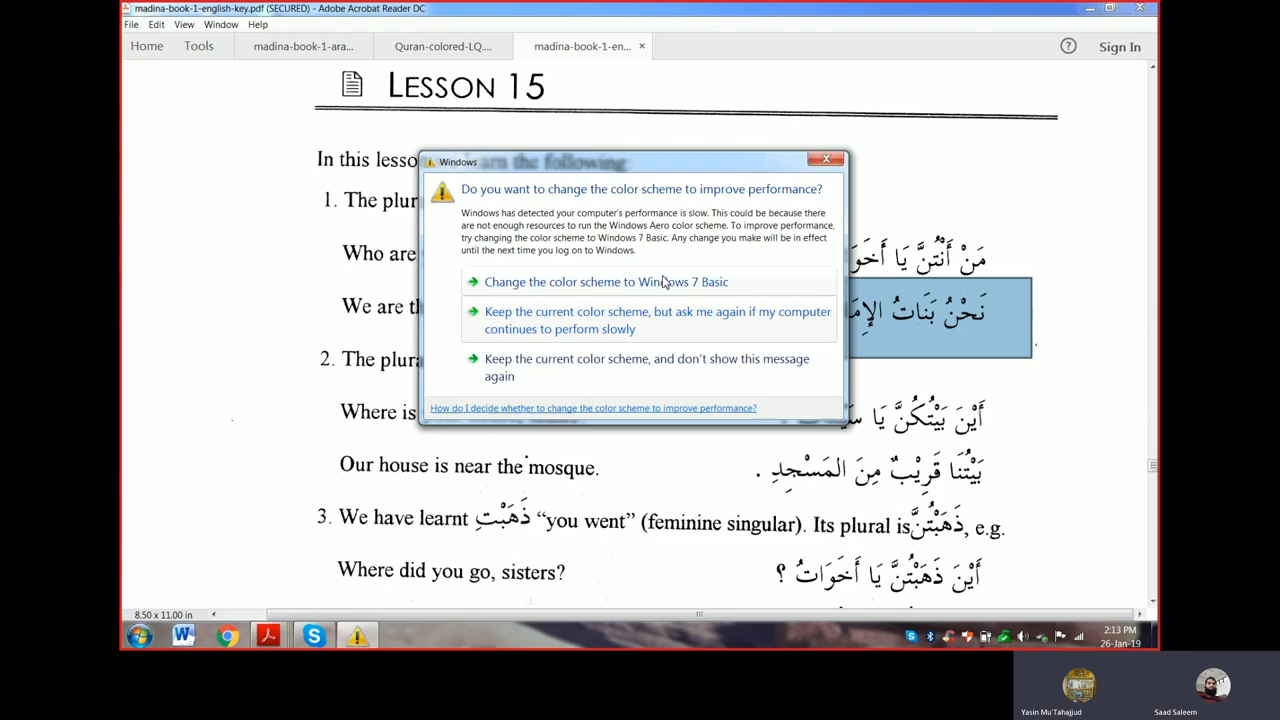 madina-book-1-english-key.pdf (SECURED) - Adobe Acrobat Reader DC
File Edit View Window Help
Home Tools madina-book-1-ara... Quran-colored-LQ.... madina-book-1-en... × ? Sign In
LESSON 15
In this lesso rn the following:
1. The plur
Who are مَنْ أَنْتُنَّ يَا أَخَو
We are th نَحْنُ بَنَاتُ الإِمَا
2. The plura
Where is أَيْنَ بَيْتُكُنَّ يَا
Our house is near the mosque. بَيْتُنَا قَرِيْبٌ مِنَ المَسْجِدِ .
3. We have learnt ذَهَبْتِ “you went” (feminine singular). Its plural is ذَهَبْتُنَّ, e.g.
Where did you go, sisters? أَيْنَ ذَهَبْتُنَّ يَا أَخَوَاتُ ؟
Windows
Do you want to change the color scheme to improve performance?
Windows has detected your computer's performance is slow. This could be because there
are not enough resources to run the Windows Aero color scheme. To improve performance,
try changing the color scheme to Windows 7 Basic. Any change you make will be in effect
until the next time you log on to Windows.
Change the color scheme to Windows 7 Basic
Keep the current color scheme, but ask me again if my computer
continues to perform slowly
Keep the current color scheme, and don't show this message
again
How do I decide whether to change the color scheme to improve performance?
8.50 x 11.00 in
2:13 PM
26-Jan-19
Yasin Mu'Tahajjud Saad Saleem